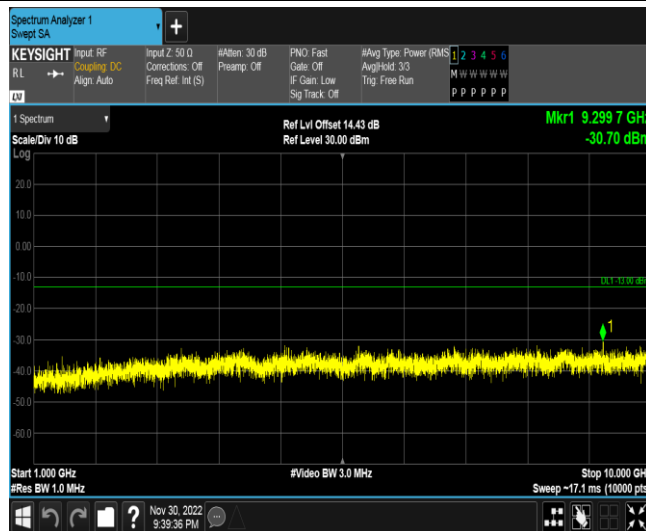 Spectrum Analyzer 1
Swept SA
+
KEYSIGHT
RL
LXI
Input: RF
Coupling: DC
Align: Auto
Input Z: 50 Ω
Corrections: Off
Freq Ref: Int (S)
#Atten: 30 dB
Preamp: Off
PNO: Fast
Gate: Off
IF Gain: Low
Sig Track: Off
#Avg Type: Power (RMS
Avg|Hold: 3/3
Trig: Free Run
1 2 3 4 5 6
M W W W W W
P P P P P P
1 Spectrum
Scale/Div 10 dB
Log
Ref Lvl Offset 14.43 dB
Ref Level 30.00 dBm
Mkr1 9.299 7 GHz
-30.70 dBm
20.0
10.0
0.00
-10.0
DL1 -13.00 dBm
-20.0
-30.0
1
-40.0
-50.0
-60.0
Start 1.000 GHz
#Res BW 1.0 MHz
#Video BW 3.0 MHz
Stop 10.000 GHz
Sweep ~17.1 ms (10000 pts
?
Nov 30, 2022
9:39:36 PM